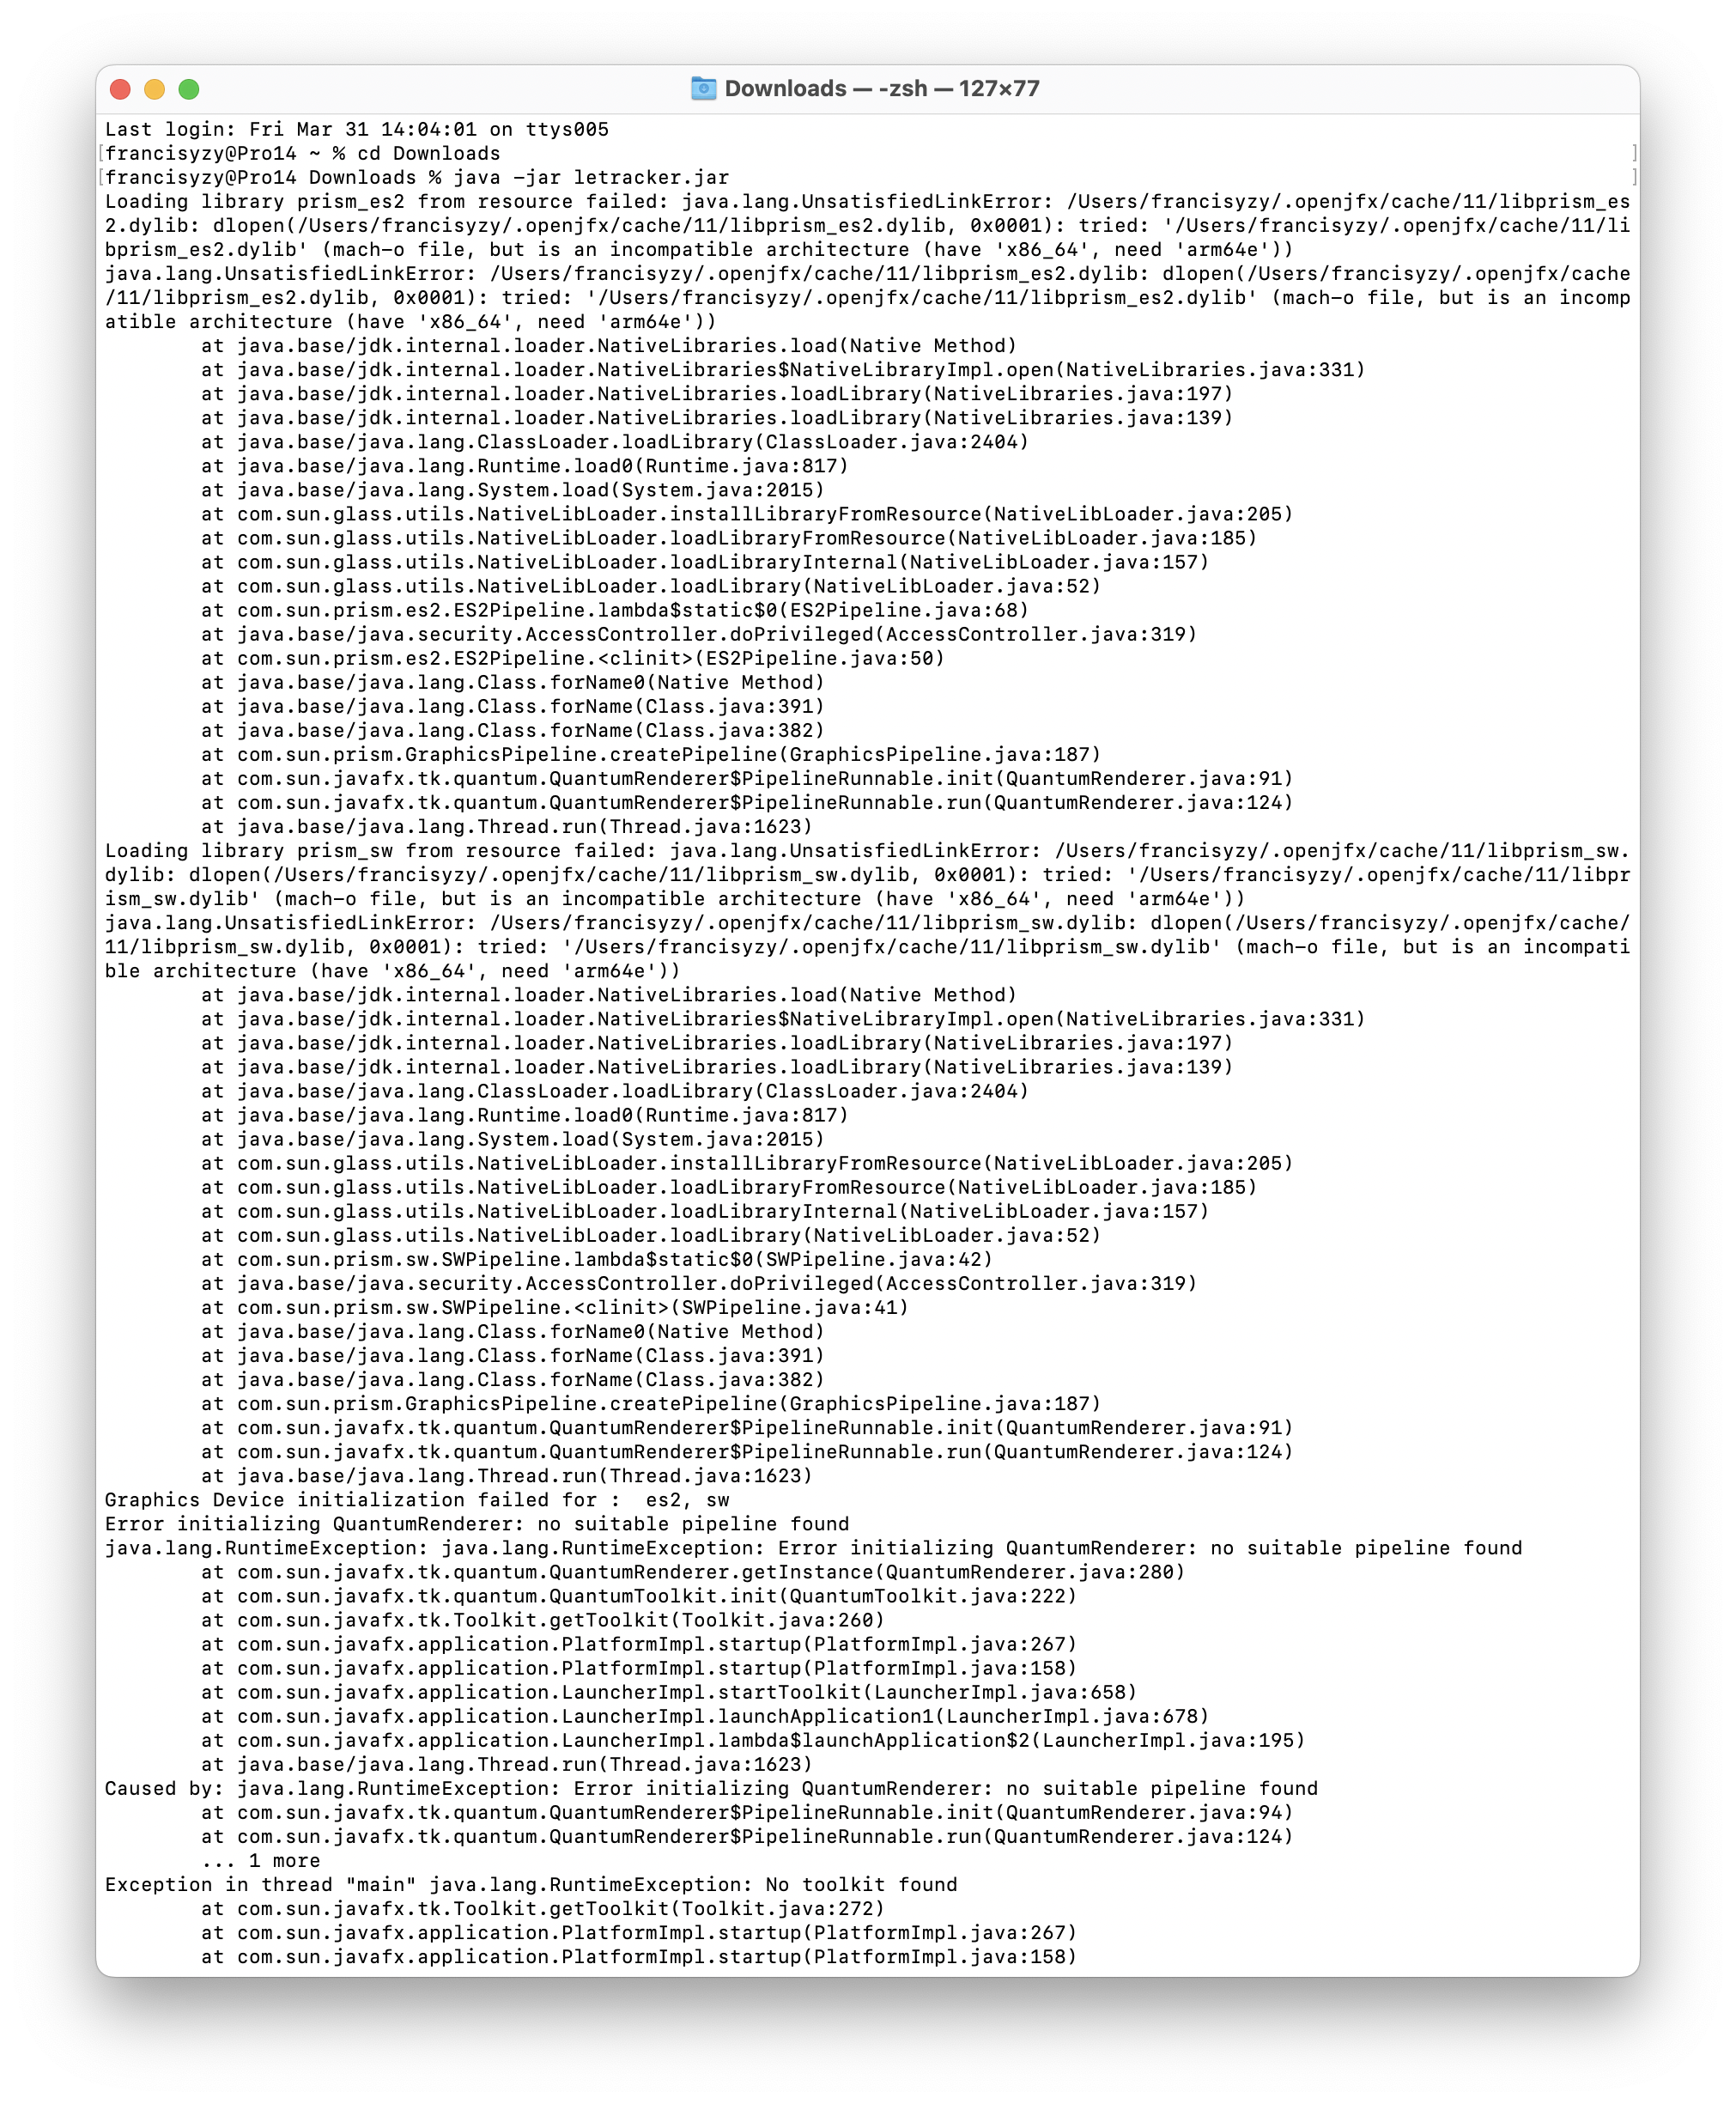 Downloads — -zsh — 127×77
Last login: Fri Mar 31 14:04:01 on ttys005
[francisyzy@Pro14 ~ % cd Downloads ]
[francisyzy@Pro14 Downloads % java -jar letracker.jar ]
Loading library prism_es2 from resource failed: java.lang.UnsatisfiedLinkError: /Users/francisyzy/.openjfx/cache/11/libprism_es
2.dylib: dlopen(/Users/francisyzy/.openjfx/cache/11/libprism_es2.dylib, 0x0001): tried: '/Users/francisyzy/.openjfx/cache/11/li
bprism_es2.dylib' (mach-o file, but is an incompatible architecture (have 'x86_64', need 'arm64e'))
java.lang.UnsatisfiedLinkError: /Users/francisyzy/.openjfx/cache/11/libprism_es2.dylib: dlopen(/Users/francisyzy/.openjfx/cache
/11/libprism_es2.dylib, 0x0001): tried: '/Users/francisyzy/.openjfx/cache/11/libprism_es2.dylib' (mach-o file, but is an incomp
atible architecture (have 'x86_64', need 'arm64e'))
at java.base/jdk.internal.loader.NativeLibraries.load(Native Method)
at java.base/jdk.internal.loader.NativeLibraries$NativeLibraryImpl.open(NativeLibraries.java:331)
at java.base/jdk.internal.loader.NativeLibraries.loadLibrary(NativeLibraries.java:197)
at java.base/jdk.internal.loader.NativeLibraries.loadLibrary(NativeLibraries.java:139)
at java.base/java.lang.ClassLoader.loadLibrary(ClassLoader.java:2404)
at java.base/java.lang.Runtime.load0(Runtime.java:817)
at java.base/java.lang.System.load(System.java:2015)
at com.sun.glass.utils.NativeLibLoader.installLibraryFromResource(NativeLibLoader.java:205)
at com.sun.glass.utils.NativeLibLoader.loadLibraryFromResource(NativeLibLoader.java:185)
at com.sun.glass.utils.NativeLibLoader.loadLibraryInternal(NativeLibLoader.java:157)
at com.sun.glass.utils.NativeLibLoader.loadLibrary(NativeLibLoader.java:52)
at com.sun.prism.es2.ES2Pipeline.lambda$static$0(ES2Pipeline.java:68)
at java.base/java.security.AccessController.doPrivileged(AccessController.java:319)
at com.sun.prism.es2.ES2Pipeline.<clinit>(ES2Pipeline.java:50)
at java.base/java.lang.Class.forName0(Native Method)
at java.base/java.lang.Class.forName(Class.java:391)
at java.base/java.lang.Class.forName(Class.java:382)
at com.sun.prism.GraphicsPipeline.createPipeline(GraphicsPipeline.java:187)
at com.sun.javafx.tk.quantum.QuantumRenderer$PipelineRunnable.init(QuantumRenderer.java:91)
at com.sun.javafx.tk.quantum.QuantumRenderer$PipelineRunnable.run(QuantumRenderer.java:124)
at java.base/java.lang.Thread.run(Thread.java:1623)
Loading library prism_sw from resource failed: java.lang.UnsatisfiedLinkError: /Users/francisyzy/.openjfx/cache/11/libprism_sw.
dylib: dlopen(/Users/francisyzy/.openjfx/cache/11/libprism_sw.dylib, 0x0001): tried: '/Users/francisyzy/.openjfx/cache/11/libpr
ism_sw.dylib' (mach-o file, but is an incompatible architecture (have 'x86_64', need 'arm64e'))
java.lang.UnsatisfiedLinkError: /Users/francisyzy/.openjfx/cache/11/libprism_sw.dylib: dlopen(/Users/francisyzy/.openjfx/cache/
11/libprism_sw.dylib, 0x0001): tried: '/Users/francisyzy/.openjfx/cache/11/libprism_sw.dylib' (mach-o file, but is an incompati
ble architecture (have 'x86_64', need 'arm64e'))
at java.base/jdk.internal.loader.NativeLibraries.load(Native Method)
at java.base/jdk.internal.loader.NativeLibraries$NativeLibraryImpl.open(NativeLibraries.java:331)
at java.base/jdk.internal.loader.NativeLibraries.loadLibrary(NativeLibraries.java:197)
at java.base/jdk.internal.loader.NativeLibraries.loadLibrary(NativeLibraries.java:139)
at java.base/java.lang.ClassLoader.loadLibrary(ClassLoader.java:2404)
at java.base/java.lang.Runtime.load0(Runtime.java:817)
at java.base/java.lang.System.load(System.java:2015)
at com.sun.glass.utils.NativeLibLoader.installLibraryFromResource(NativeLibLoader.java:205)
at com.sun.glass.utils.NativeLibLoader.loadLibraryFromResource(NativeLibLoader.java:185)
at com.sun.glass.utils.NativeLibLoader.loadLibraryInternal(NativeLibLoader.java:157)
at com.sun.glass.utils.NativeLibLoader.loadLibrary(NativeLibLoader.java:52)
at com.sun.prism.sw.SWPipeline.lambda$static$0(SWPipeline.java:42)
at java.base/java.security.AccessController.doPrivileged(AccessController.java:319)
at com.sun.prism.sw.SWPipeline.<clinit>(SWPipeline.java:41)
at java.base/java.lang.Class.forName0(Native Method)
at java.base/java.lang.Class.forName(Class.java:391)
at java.base/java.lang.Class.forName(Class.java:382)
at com.sun.prism.GraphicsPipeline.createPipeline(GraphicsPipeline.java:187)
at com.sun.javafx.tk.quantum.QuantumRenderer$PipelineRunnable.init(QuantumRenderer.java:91)
at com.sun.javafx.tk.quantum.QuantumRenderer$PipelineRunnable.run(QuantumRenderer.java:124)
at java.base/java.lang.Thread.run(Thread.java:1623)
Graphics Device initialization failed for :  es2, sw
Error initializing QuantumRenderer: no suitable pipeline found
java.lang.RuntimeException: java.lang.RuntimeException: Error initializing QuantumRenderer: no suitable pipeline found
at com.sun.javafx.tk.quantum.QuantumRenderer.getInstance(QuantumRenderer.java:280)
at com.sun.javafx.tk.quantum.QuantumToolkit.init(QuantumToolkit.java:222)
at com.sun.javafx.tk.Toolkit.getToolkit(Toolkit.java:260)
at com.sun.javafx.application.PlatformImpl.startup(PlatformImpl.java:267)
at com.sun.javafx.application.PlatformImpl.startup(PlatformImpl.java:158)
at com.sun.javafx.application.LauncherImpl.startToolkit(LauncherImpl.java:658)
at com.sun.javafx.application.LauncherImpl.launchApplication1(LauncherImpl.java:678)
at com.sun.javafx.application.LauncherImpl.lambda$launchApplication$2(LauncherImpl.java:195)
at java.base/java.lang.Thread.run(Thread.java:1623)
Caused by: java.lang.RuntimeException: Error initializing QuantumRenderer: no suitable pipeline found
at com.sun.javafx.tk.quantum.QuantumRenderer$PipelineRunnable.init(QuantumRenderer.java:94)
at com.sun.javafx.tk.quantum.QuantumRenderer$PipelineRunnable.run(QuantumRenderer.java:124)
... 1 more
Exception in thread "main" java.lang.RuntimeException: No toolkit found
at com.sun.javafx.tk.Toolkit.getToolkit(Toolkit.java:272)
at com.sun.javafx.application.PlatformImpl.startup(PlatformImpl.java:267)
at com.sun.javafx.application.PlatformImpl.startup(PlatformImpl.java:158)